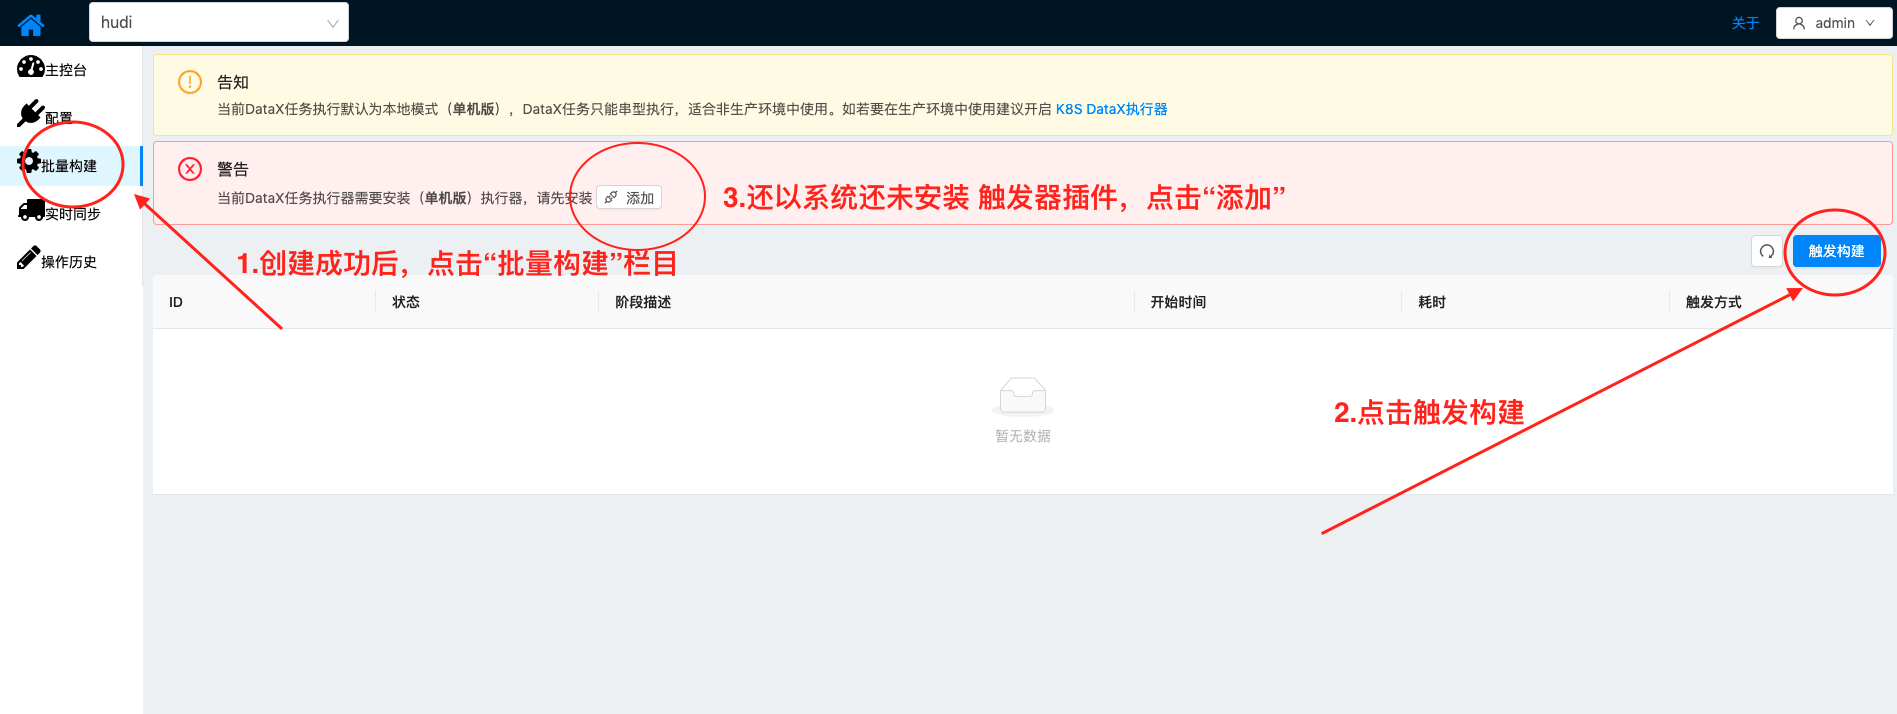 hudi
关于
admin
主控台
配置
批量构建
实时同步
操作历史
告知
当前DataX任务执行默认为本地模式（单机版），DataX任务只能串型执行，适合非生产环境中使用。如若要在生产环境中使用建议开启 K8S DataX执行器
警告
当前DataX任务执行器需要安装（单机版）执行器，请先安装 添加
3.还以系统还未安装 触发器插件，点击“添加”
1.创建成功后，点击“批量构建”栏目
触发构建
ID 状态 阶段描述 开始时间 耗时 触发方式
暂无数据
2.点击触发构建